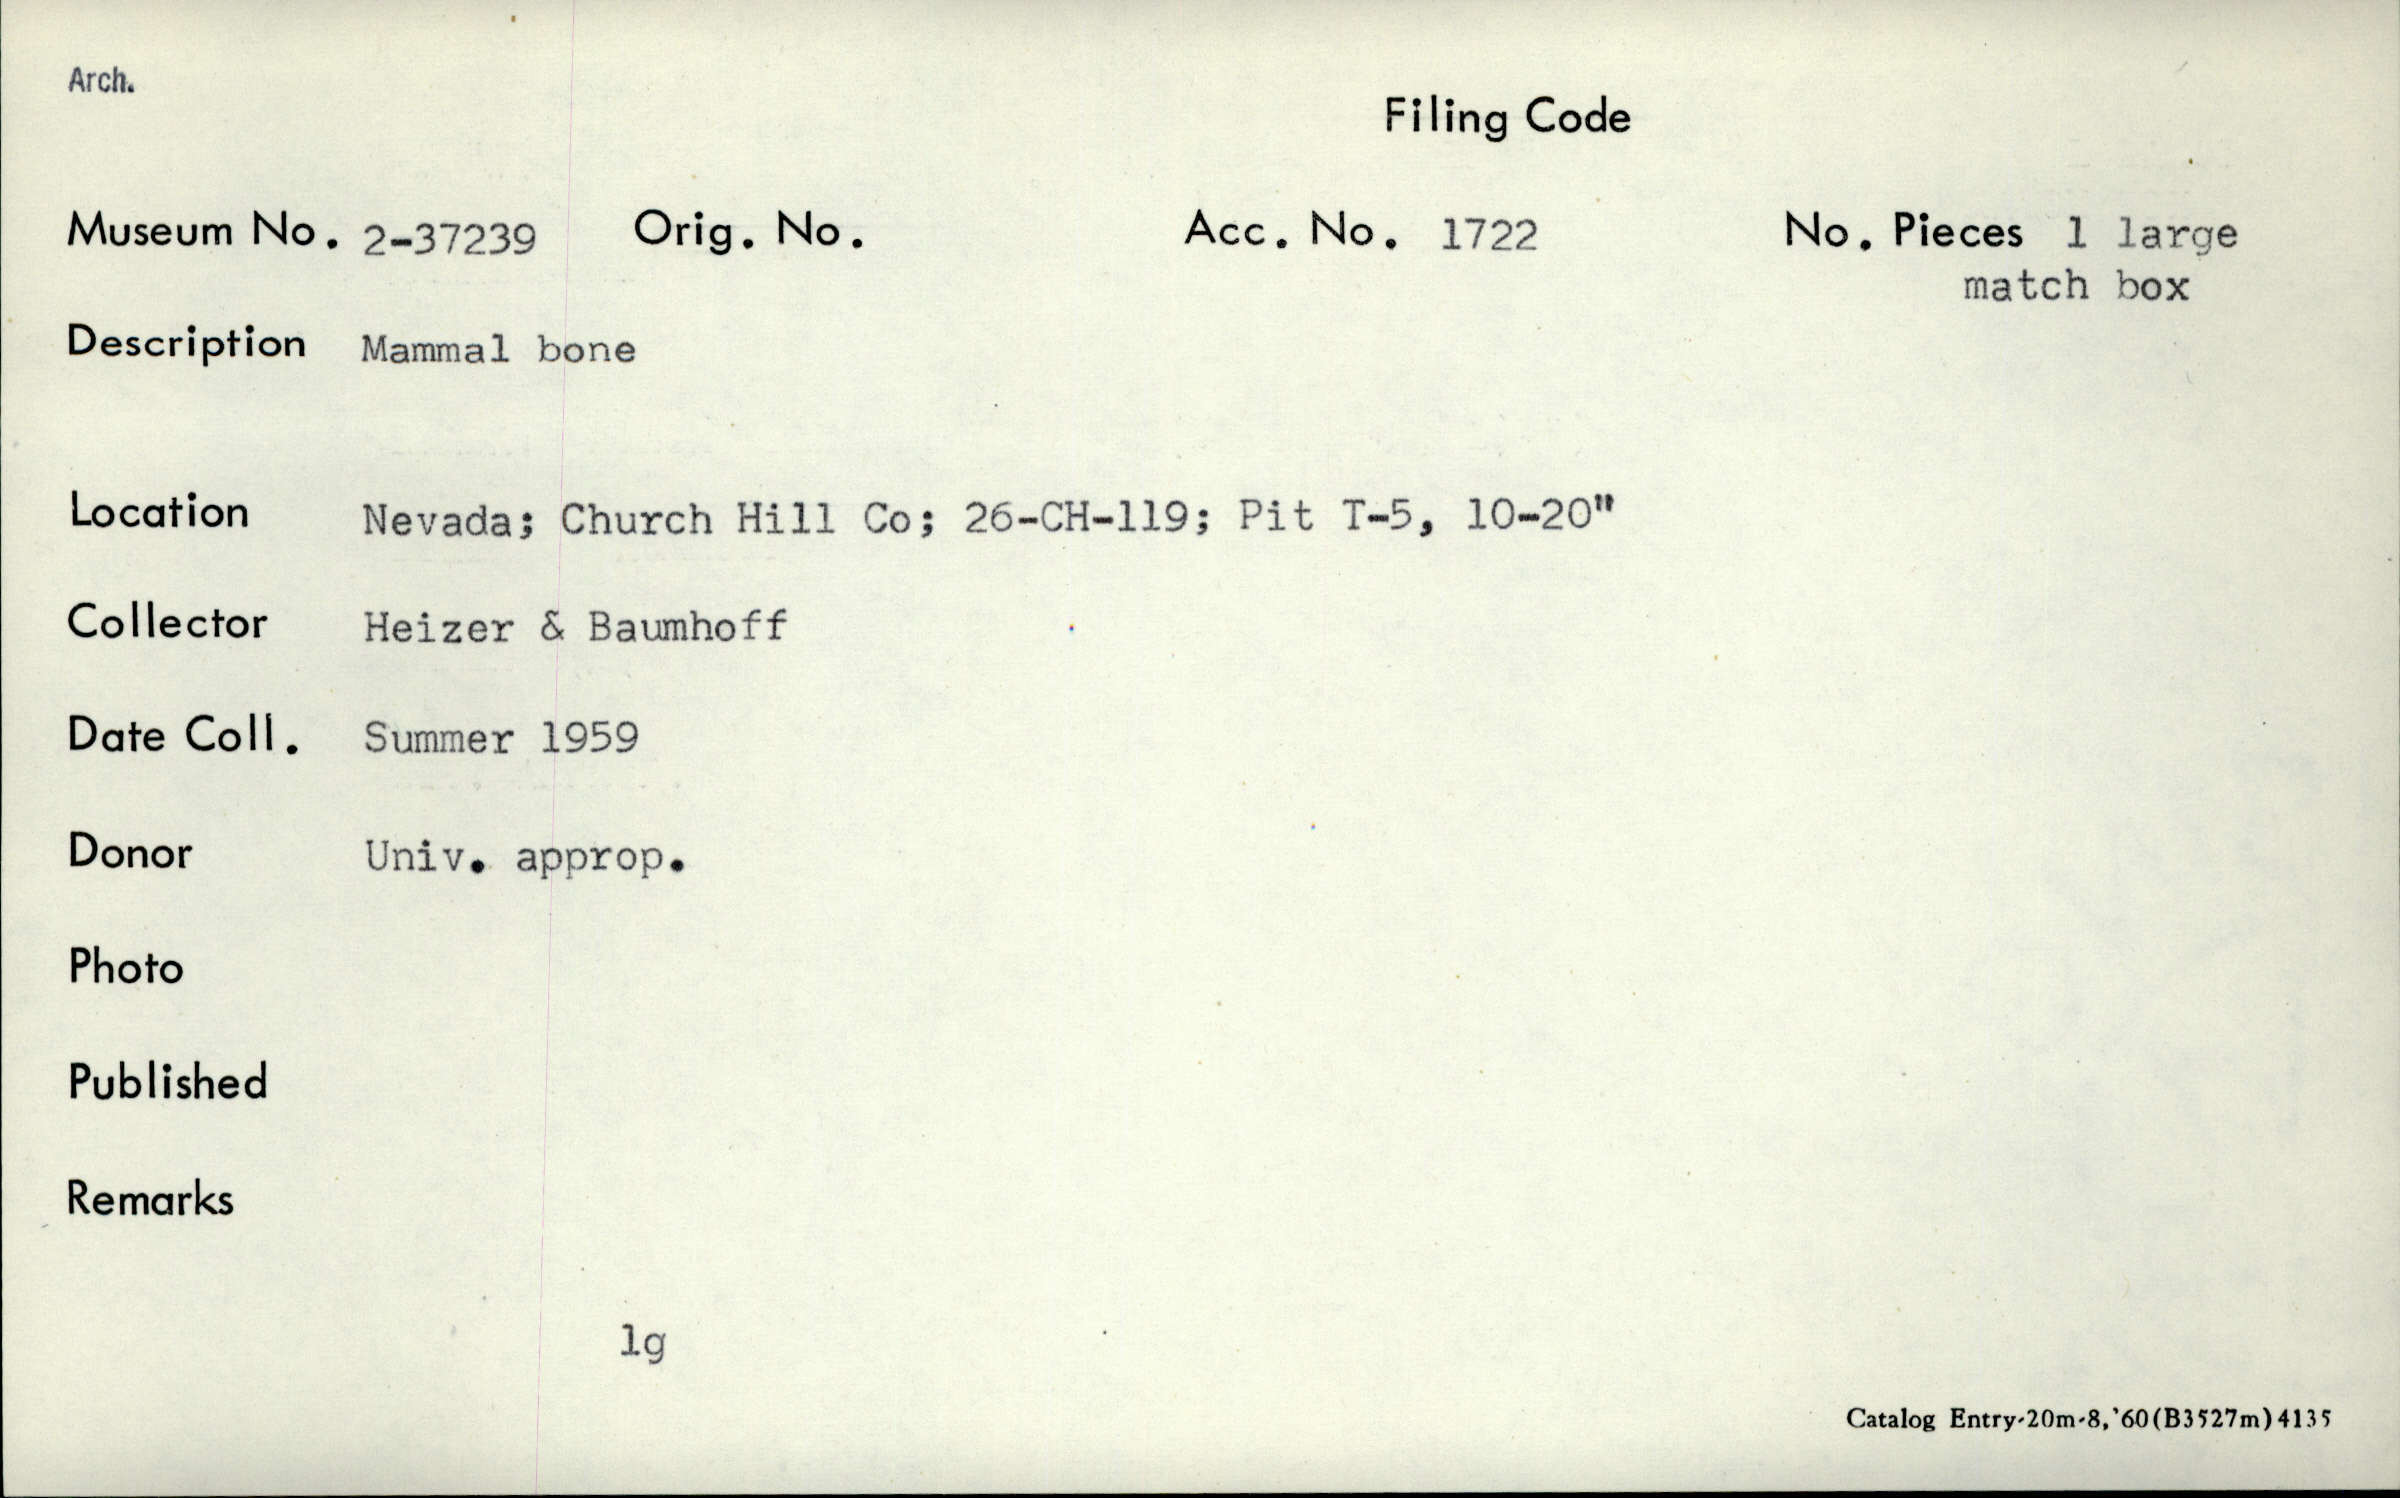 Arch.
Filing Code
Museum No. 2-37239 Orig. No. Acc. No. 1722 No. Pieces 1 large
match box
Description Mammal bone
Location Nevada; Church Hill Co; 26-CH-119; Pit T-5, 10-20"
Collector Heizer & Baumhoff
Date Coll. Summer 1959
Donor Univ. approp.
Photo
Published
Remarks
lg
Catalog Entry-20m-8,'60(B3527m)4135